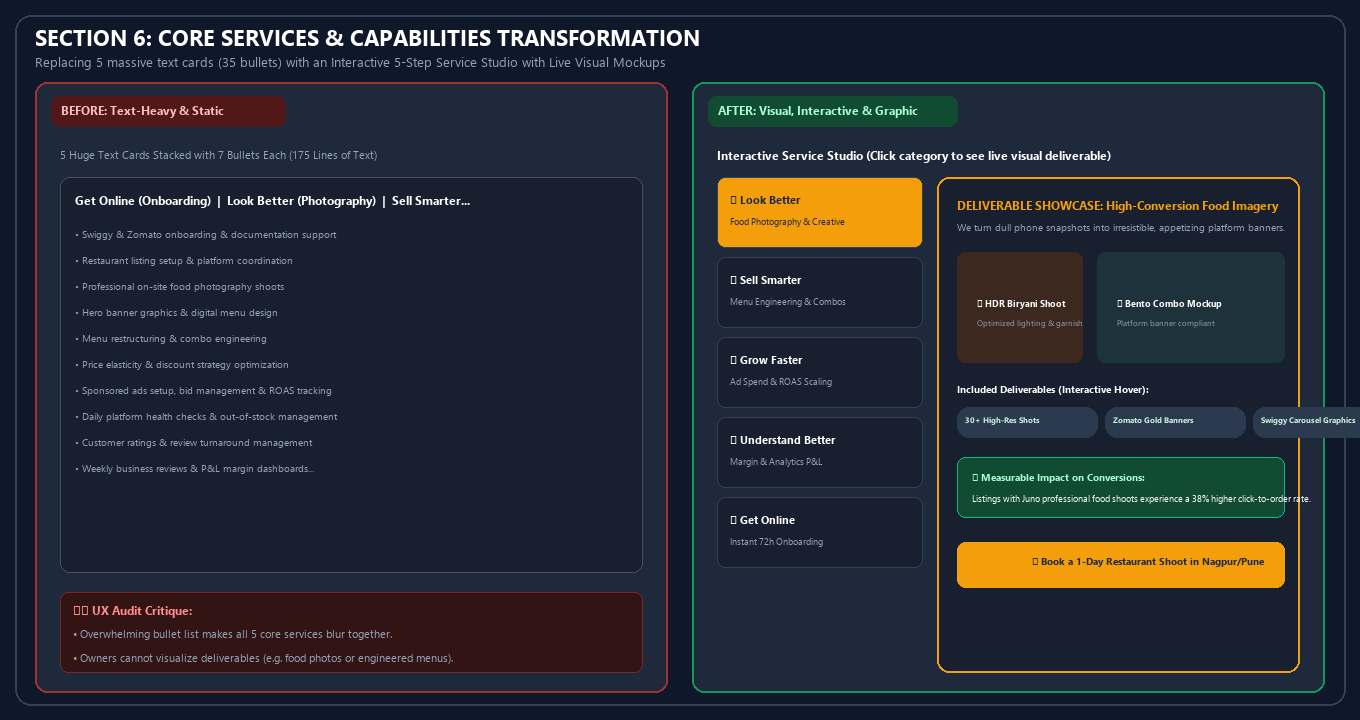 SECTION 6: CORE SERVICES & CAPABILITIES TRANSFORMATION
Replacing 5 massive text cards (35 bullets) with an Interactive 5-Step Service Studio with Live Visual Mockups
BEFORE: Text-Heavy & Static
5 Huge Text Cards Stacked with 7 Bullets Each (175 Lines of Text)
Get Online (Onboarding) | Look Better (Photography) | Sell Smarter...
• Swiggy & Zomato onboarding & documentation support
• Restaurant listing setup & platform coordination
• Professional on-site food photography shoots
• Hero banner graphics & digital menu design
• Menu restructuring & combo engineering
• Price elasticity & discount strategy optimization
• Sponsored ads setup, bid management & ROAS tracking
• Daily platform health checks & out-of-stock management
• Customer ratings & review turnaround management
• Weekly business reviews & P&L margin dashboards...
UX Audit Critique:
• Overwhelming bullet list makes all 5 core services blur together.
• Owners cannot visualize deliverables (e.g. food photos or engineered menus).
AFTER: Visual, Interactive & Graphic
Interactive Service Studio (Click category to see live visual deliverable)
Look Better
Food Photography & Creative
Sell Smarter
Menu Engineering & Combos
Grow Faster
Ad Spend & ROAS Scaling
Understand Better
Margin & Analytics P&L
Get Online
Instant 72h Onboarding
DELIVERABLE SHOWCASE: High-Conversion Food Imagery
We turn dull phone snapshots into irresistible, appetizing platform banners.
HDR Biryani Shoot
Optimized lighting & garnish
Bento Combo Mockup
Platform banner compliant
Included Deliverables (Interactive Hover):
30+ High-Res Shots
Zomato Gold Banners
Swiggy Carousel Graphics
Measurable Impact on Conversions:
Listings with Juno professional food shoots experience a 38% higher click-to-order rate.
Book a 1-Day Restaurant Shoot in Nagpur/Pune